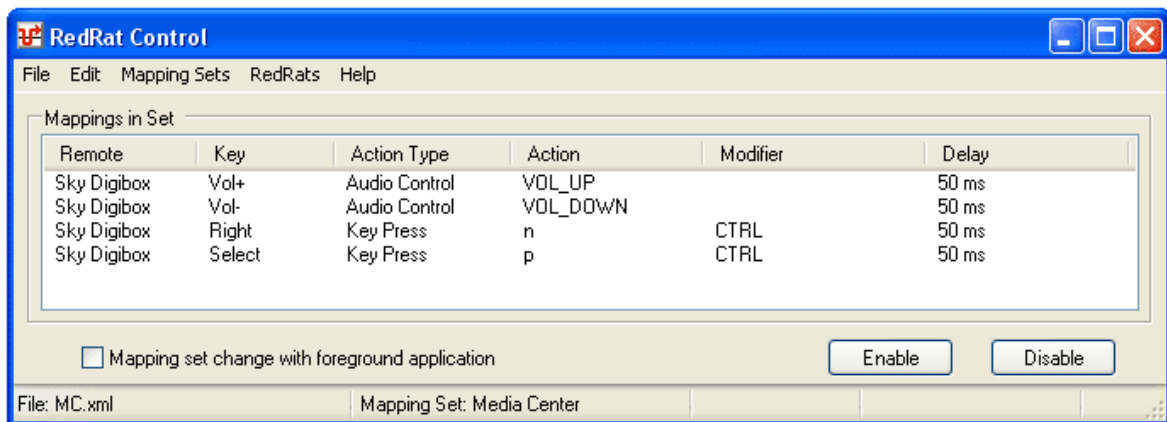 RedRat Control
File Edit Mapping Sets RedRats Help
Mappings in Set
Remote Key Action Type Action Modifier Delay
Sky Digibox Vol+ Audio Control VOL_UP 50 ms
Sky Digibox Vol- Audio Control VOL_DOWN 50 ms
Sky Digibox Right Key Press n CTRL 50 ms
Sky Digibox Select Key Press p CTRL 50 ms
Mapping set change with foreground application Enable Disable
File: MC.xml Mapping Set: Media Center